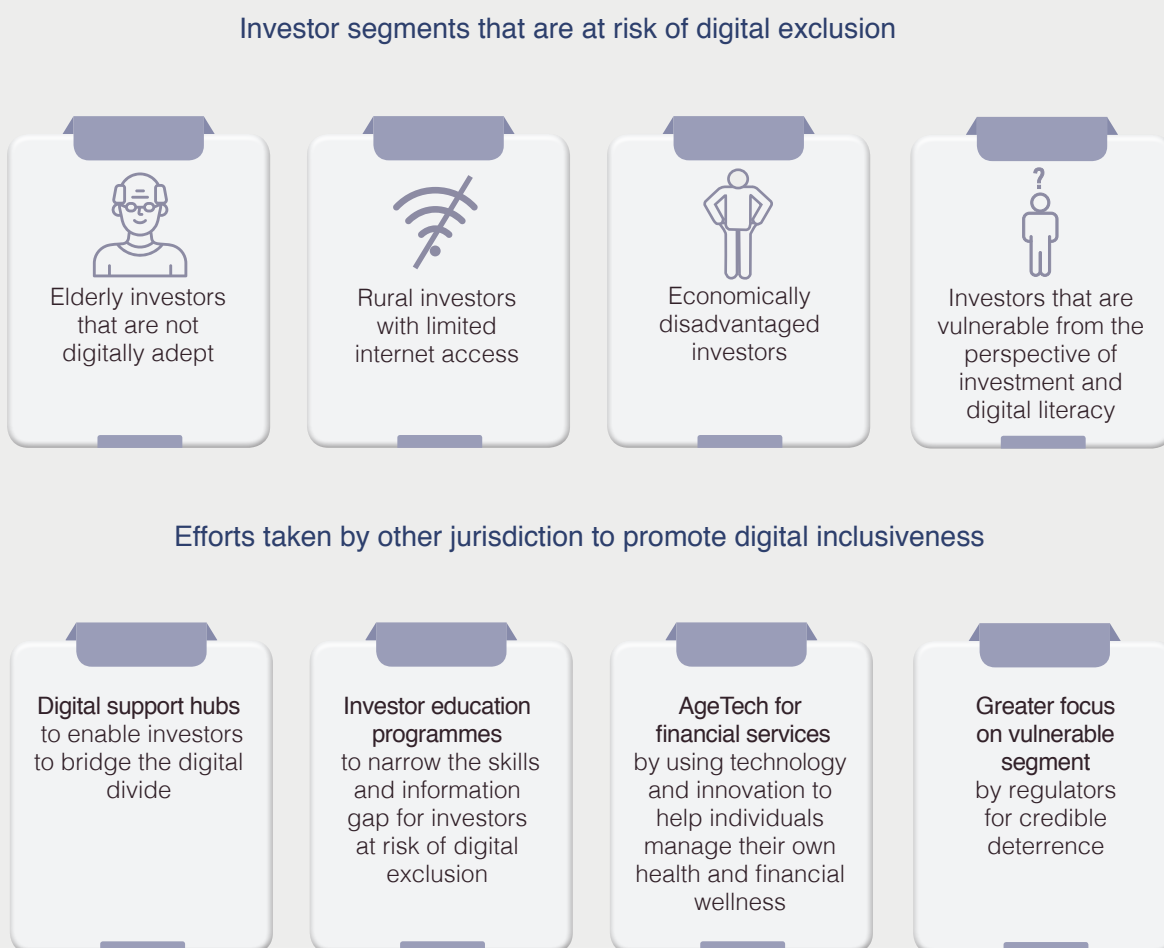 Investor segments that are at risk of digital exclusion
Elderly investors
that are not
digitally adept
Rural investors
with limited
internet access
Economically
disadvantaged
investors
?
Investors that are
vulnerable from the
perspective of
investment and
digital literacy
Efforts taken by other jurisdiction to promote digital inclusiveness
Digital support hubs
to enable investors
to bridge the digital
divide
Investor education
programmes
to narrow the skills
and information
gap for investors
at risk of digital
exclusion
AgeTech for
financial services
by using technology
and innovation to
help individuals
manage their own
health and financial
wellness
Greater focus
on vulnerable
segment
by regulators
for credible
deterrence